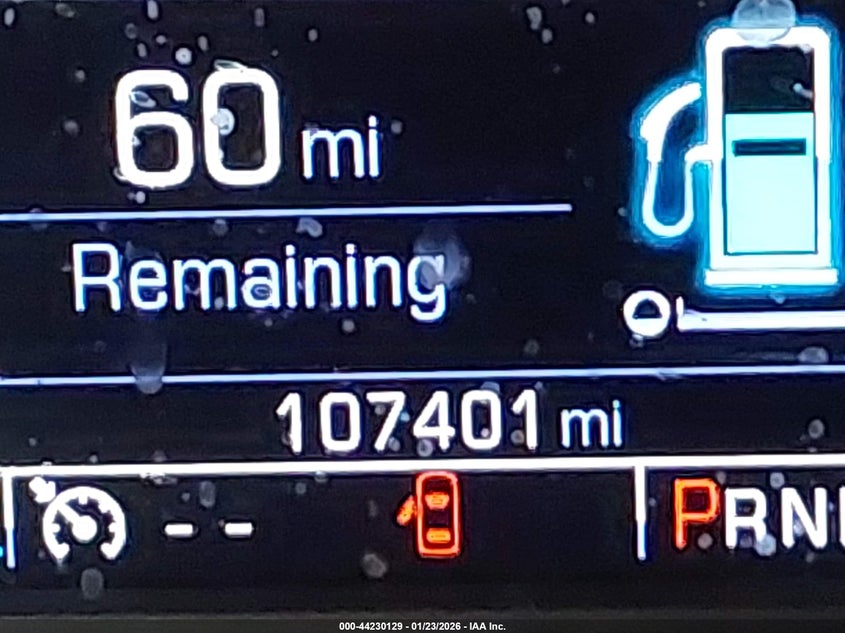 60 mi
Remaining
107401 mi
-- PRN
000-44230129 - 01/23/2026 - IAA Inc.